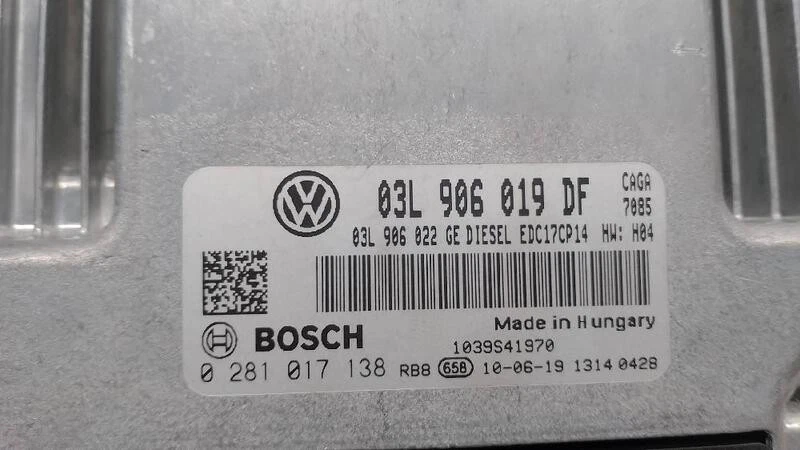 03L 906 019 DF CAGA
7085
03L 906 022 GE DIESEL EDC17CP14 HW: H04
Made in Hungary
BOSCH 1039S41970
0 281 017 138 RB8 658 10-06-19 1314 0428